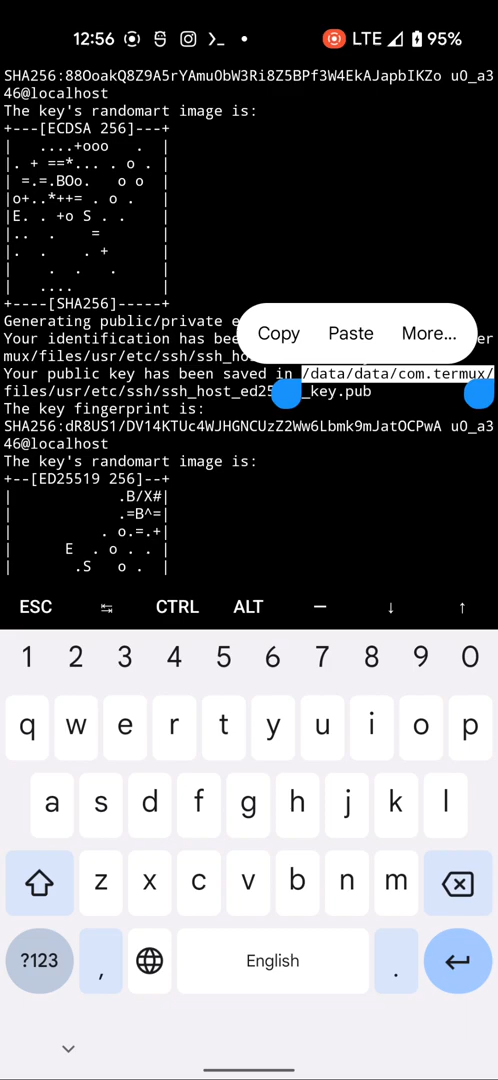 12:56 LTE 95%
SHA256:88OoakQ8Z9A5rYAmuObW3Ri8Z5BPf3W4EkAJapbIKZo u0_a3
46@localhost
The key's randomart image is:
+---[ECDSA 256]---+
|   ....+ooo   .  |
|. + ==*... . o . |
| =.=.BOo.   o o  |
|o+..*++= . o .   |
|E. . +o S . .    |
|..  .    =       |
|.  .    . +      |
|    .  .   .     |
|   ....          |
+----[SHA256]-----+
Generating public/private e
Copy Paste More...
Your identification has bee er
mux/files/usr/etc/ssh/ssh_ho
Your public key has been saved in /data/data/com.termux/
files/usr/etc/ssh/ssh_host_ed25 _key.pub
The key fingerprint is:
SHA256:dR8US1/DV14KTUc4WJHGNCUzZ2Ww6Lbmk9mJatOCPwA u0_a3
46@localhost
The key's randomart image is:
+--[ED25519 256]--+
|            .B/X#|
|            .=B^=|
|          . o.=.+|
|      E  . o . . |
|       .S   o .  |
ESC ↹ CTRL ALT — ↓ ↑
1 2 3 4 5 6 7 8 9 0
q w e r t y u i o p
a s d f g h j k l
z x c v b n m
?123 , English .